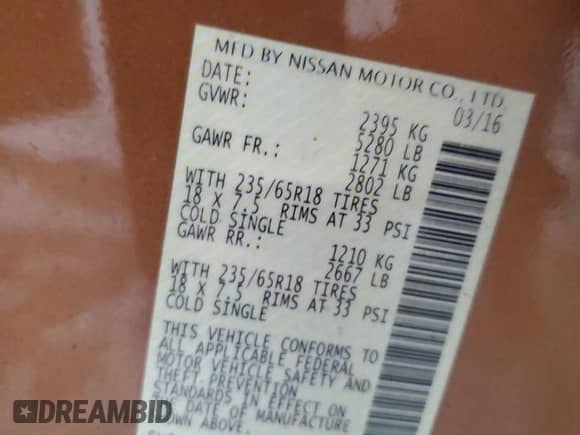 MFD BY NISSAN MOTOR CO., LTD.
DATE: 03/16
GVWR: 2395 KG
5280 LB
GAWR FR.: 1271 KG
2802 LB
WITH 235/65R18 TIRES
18 X 7.5 RIMS AT 33 PSI
COLD SINGLE
GAWR RR.: 1210 KG
2667 LB
WITH 235/65R18 TIRES
18 X 7.5 RIMS AT 33 PSI
COLD SINGLE
THIS VEHICLE CONFORMS TO
ALL APPLICABLE FEDERAL
MOTOR VEHICLE SAFETY AND
THEFT PREVENTION
STANDARDS IN EFFECT ON
THE DATE OF MANUFACTURE
SHOWN ABOVE.
DREAMBID